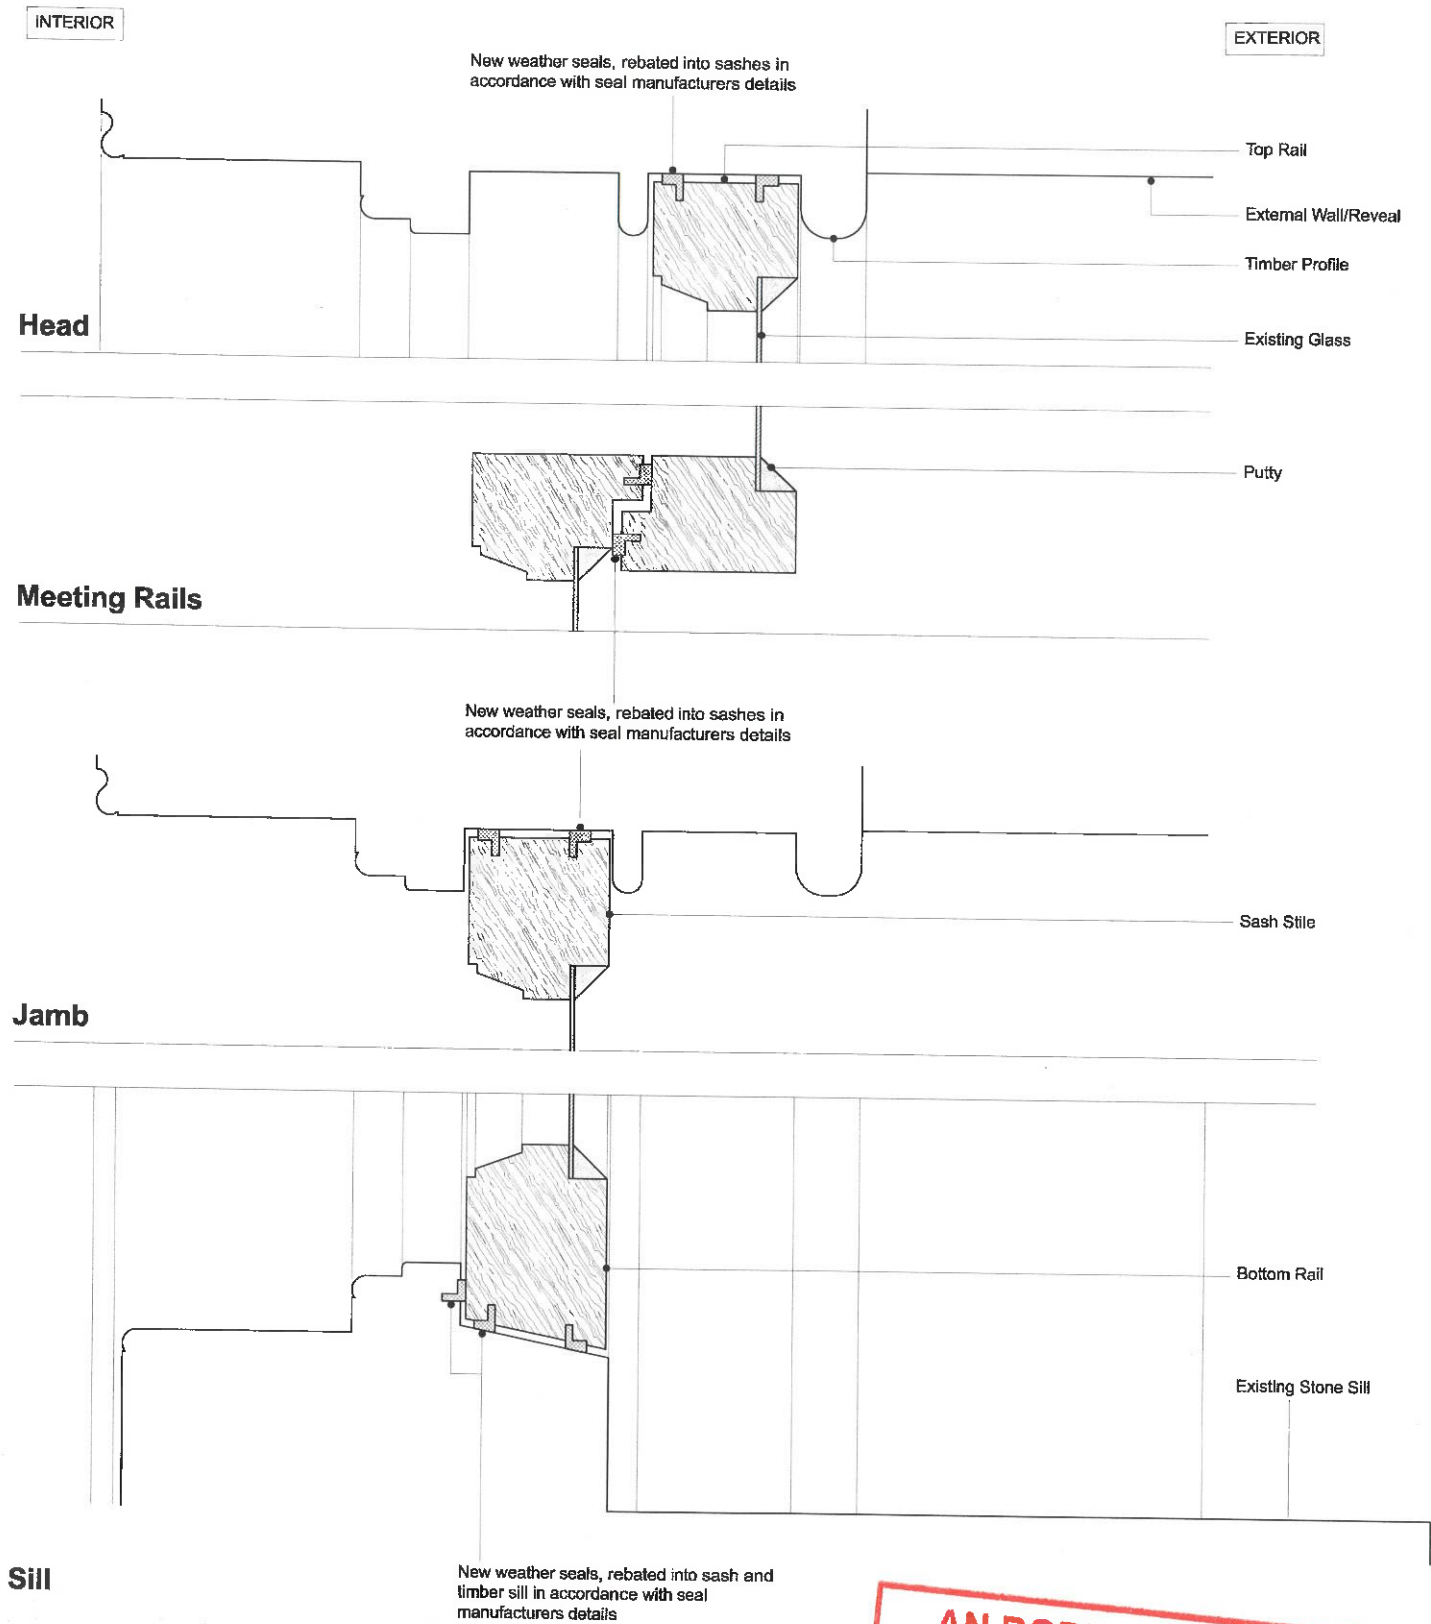 INTERIOR
EXTERIOR
New weather seals, rebated into sashes in
accordance with seal manufacturers details
Top Rail
External Wall/Reveal
Timber Profile
Head
Existing Glass
Putty
Meeting Rails
New weather seals, rebated into sashes in
accordance with seal manufacturers details
Sash Stile
Jamb
Bottom Rail
Existing Stone Sill
Sill
New weather seals, rebated into sash and
timber sill in accordance with seal
manufacturers details
AN